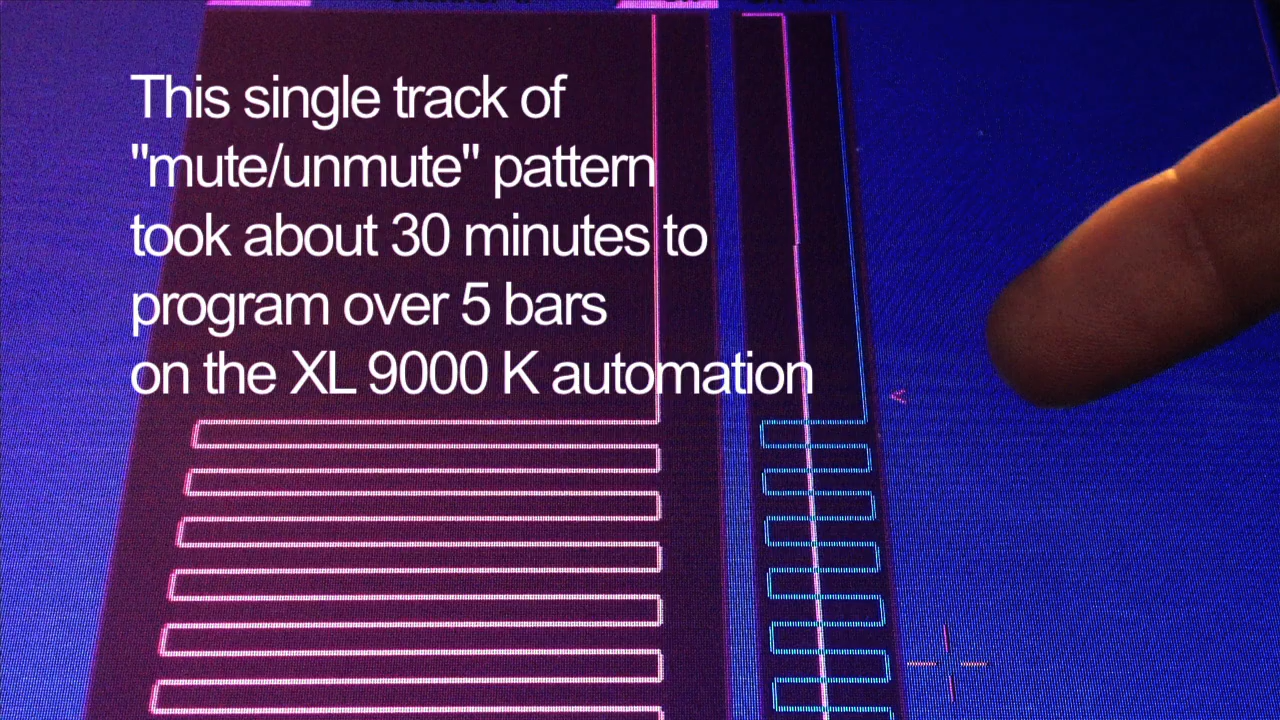 This single track of
"mute/unmute" pattern
took about 30 minutes to
program over 5 bars
on the XL 9000 K automation